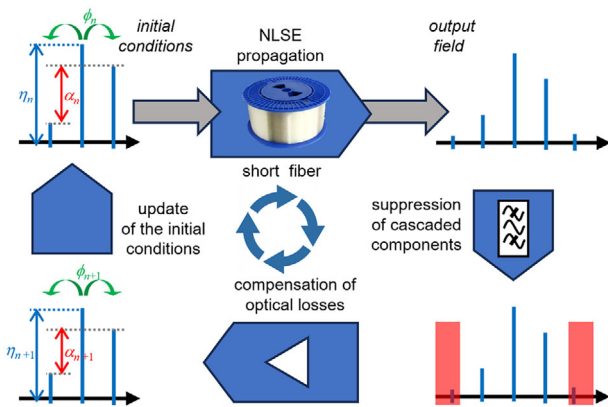 ϕₙ
initial
conditions
NLSE
propagation
output
field
ηₙ
αₙ
short fiber
update
of the initial
conditions
suppression
of cascaded
components
compensation of
optical losses
ϕₙ₊₁
ηₙ₊₁
αₙ₊₁